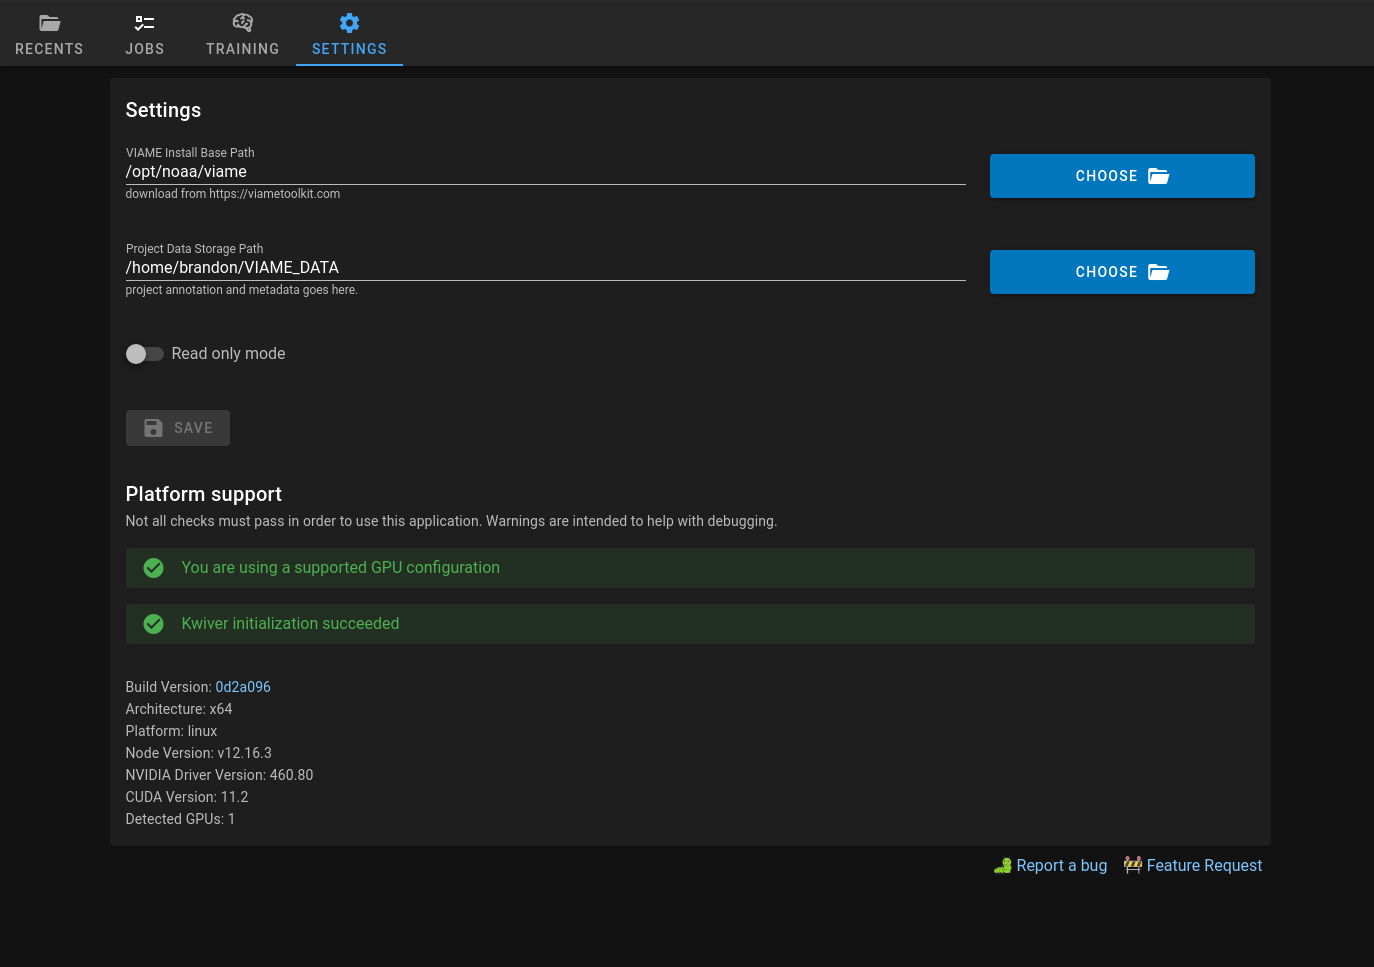 RECENTS JOBS TRAINING SETTINGS
Settings
VIAME Install Base Path
/opt/noaa/viame
CHOOSE
download from https://viametoolkit.com
Project Data Storage Path
/home/brandon/VIAME_DATA
CHOOSE
project annotation and metadata goes here.
Read only mode
SAVE
Platform support
Not all checks must pass in order to use this application. Warnings are intended to help with debugging.
You are using a supported GPU configuration
Kwiver initialization succeeded
Build Version: 0d2a096
Architecture: x64
Platform: linux
Node Version: v12.16.3
NVIDIA Driver Version: 460.80
CUDA Version: 11.2
Detected GPUs: 1
Report a bug Feature Request